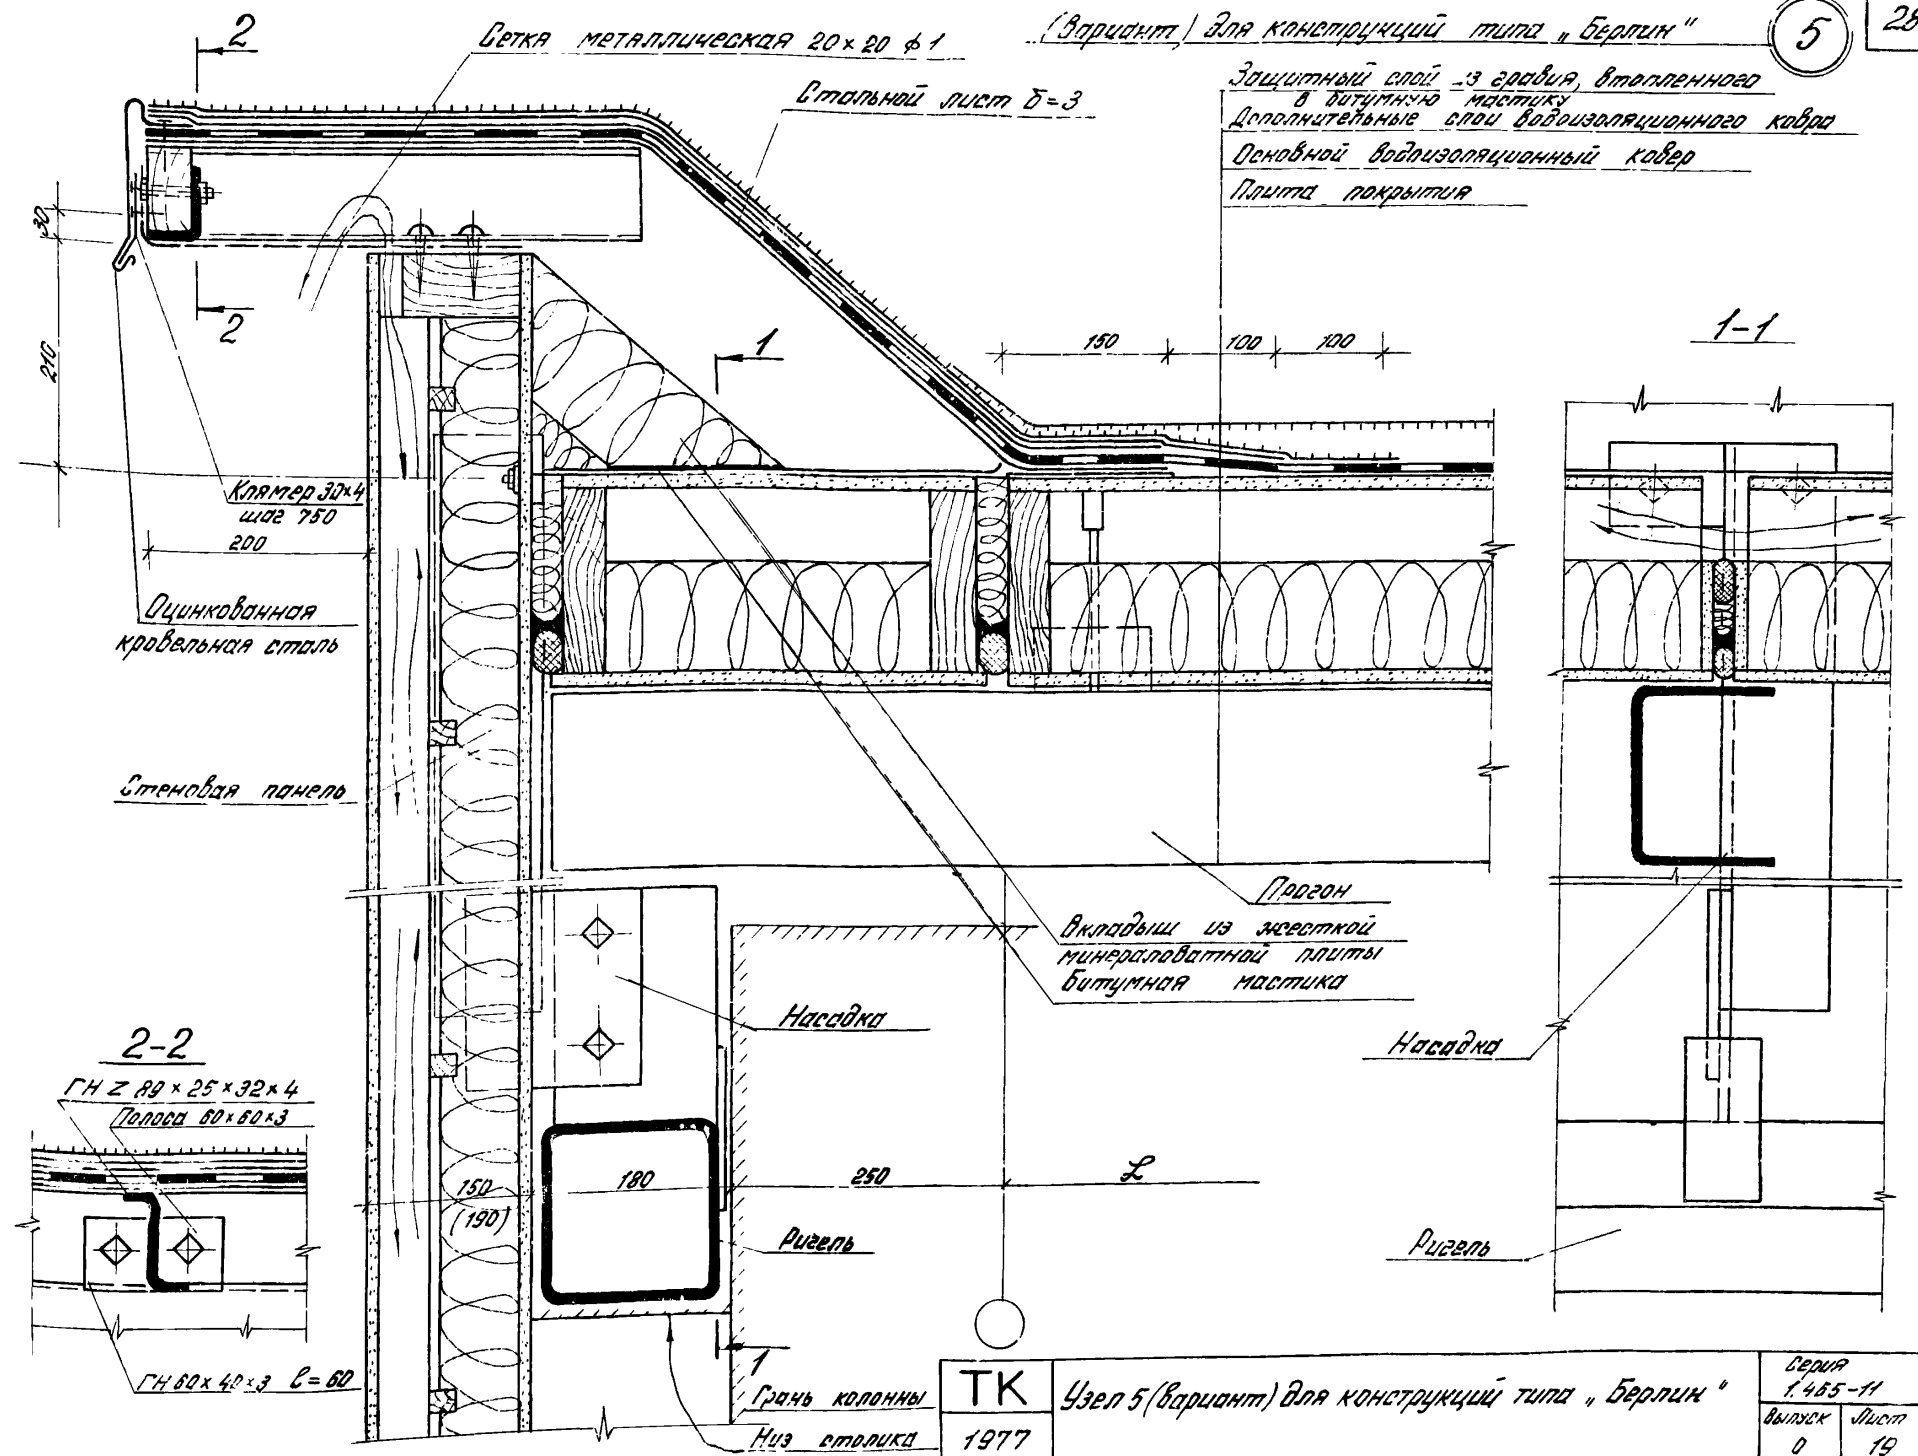 (Вариант) для конструкций типа „Берлин"
5
28
2
Сетка металлическая 20×20 ϕ1
Стальной лист δ=3
Защитный слой из гравия, втопленного
в битумную мастику
Дополнительные слои водоизоляционного ковра
Основной водоизоляционный ковер
Плита покрытия
30
210
2
1
150
100
100
1-1
Клямер 30×4
шаг 750
200
Оцинкованная
кровельная сталь
Стеновая панель
Прогон
Вкладыш из жесткой
минераловатной плиты
Битумная мастика
Насадка
Насадка
2-2
ГН Z 89×25×32×4
Полоса 60×60×3
150
(190)
180
250
L
Ригель
Ригель
ГН 60×40×3 ℓ=60
1
Грань колонны
Низ столика
ТК
1977
Узел 5 (вариант) для конструкций типа „Берлин"
Серия
1.465-11
Выпуск
0
Лист
19